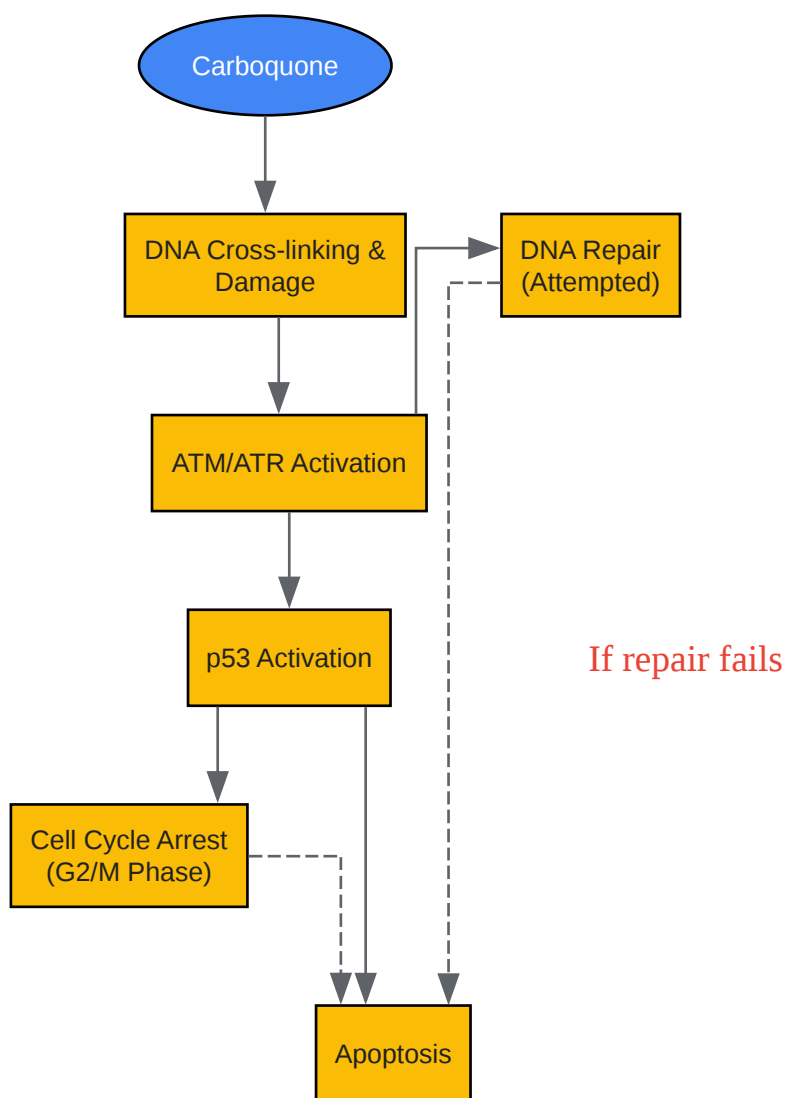 Carboquone
DNA Cross-linking &
Damage
DNA Repair
(Attempted)
ATM/ATR Activation
p53 Activation
If repair fails
Cell Cycle Arrest
(G2/M Phase)
Apoptosis